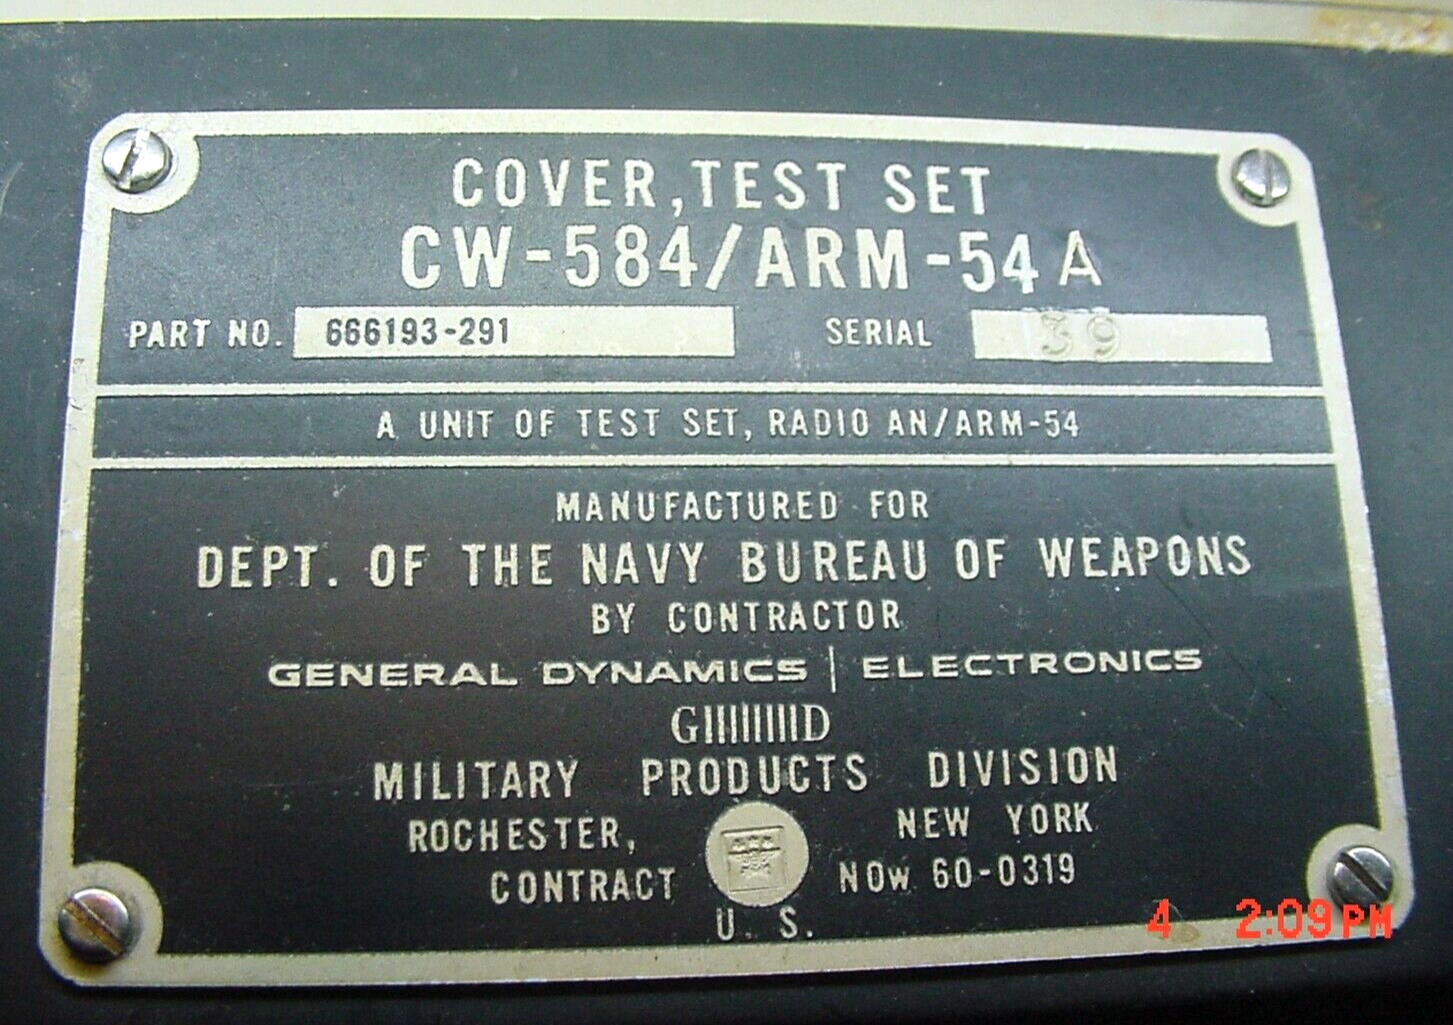 COVER, TEST SET
CW-584/ARM-54 A
PART NO. 666193-291 SERIAL 39
A UNIT OF TEST SET, RADIO AN/ARM-54
MANUFACTURED FOR
DEPT. OF THE NAVY BUREAU OF WEAPONS
BY CONTRACTOR
GENERAL DYNAMICS | ELECTRONICS
GIIIIIIIID
MILITARY PRODUCTS DIVISION
ROCHESTER, NEW YORK
CONTRACT NOw 60-0319
U. S.
4 2:09PM